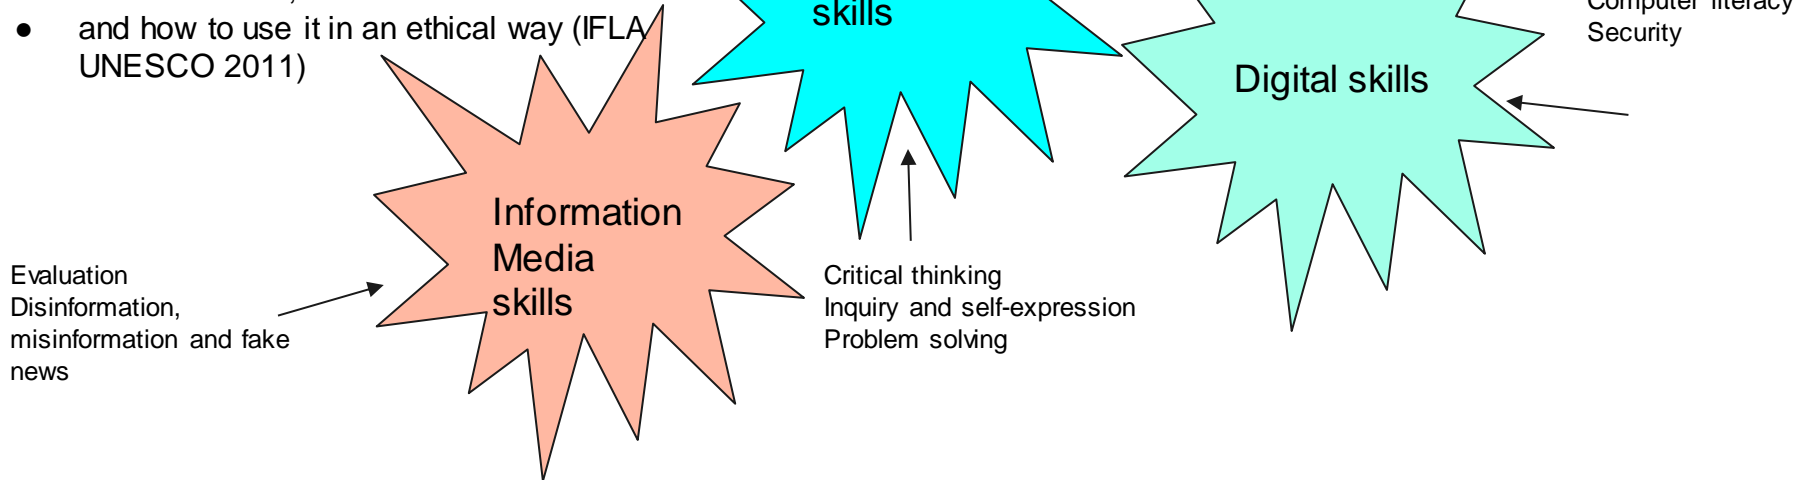 ● and how to use it in an ethical way (IFLA
UNESCO 2011)
skills
Computer literacy
Security
Digital skills
Information
Media
skills
Evaluation
Disinformation,
misinformation and fake
news
Critical thinking
Inquiry and self-expression
Problem solving